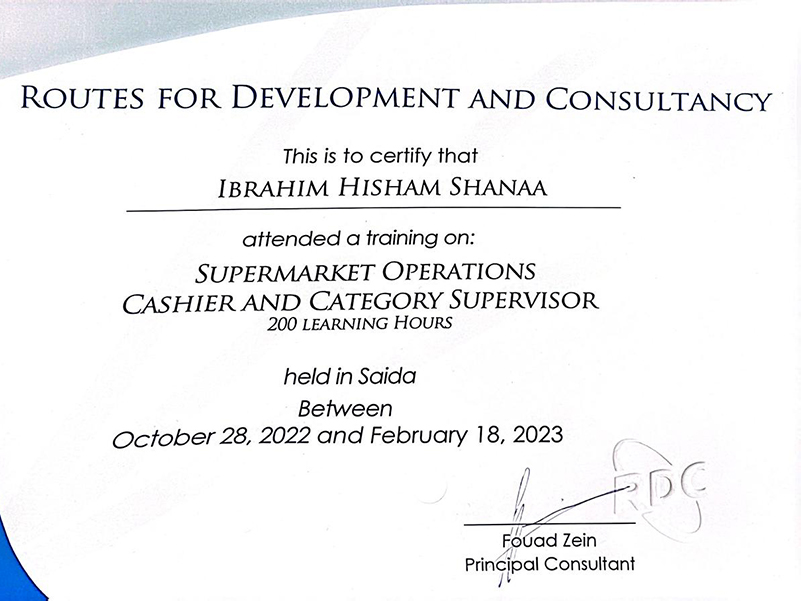 ROUTES FOR DEVELOPMENT AND CONSULTANCY
This is to certify that
IBRAHIM HISHAM SHANAA
attended a training on:
SUPERMARKET OPERATIONS
CASHIER AND CATEGORY SUPERVISOR
200 LEARNING HOURS
held in Saida
Between
October 28, 2022 and February 18, 2023
RDC
Fouad Zein
Principal Consultant